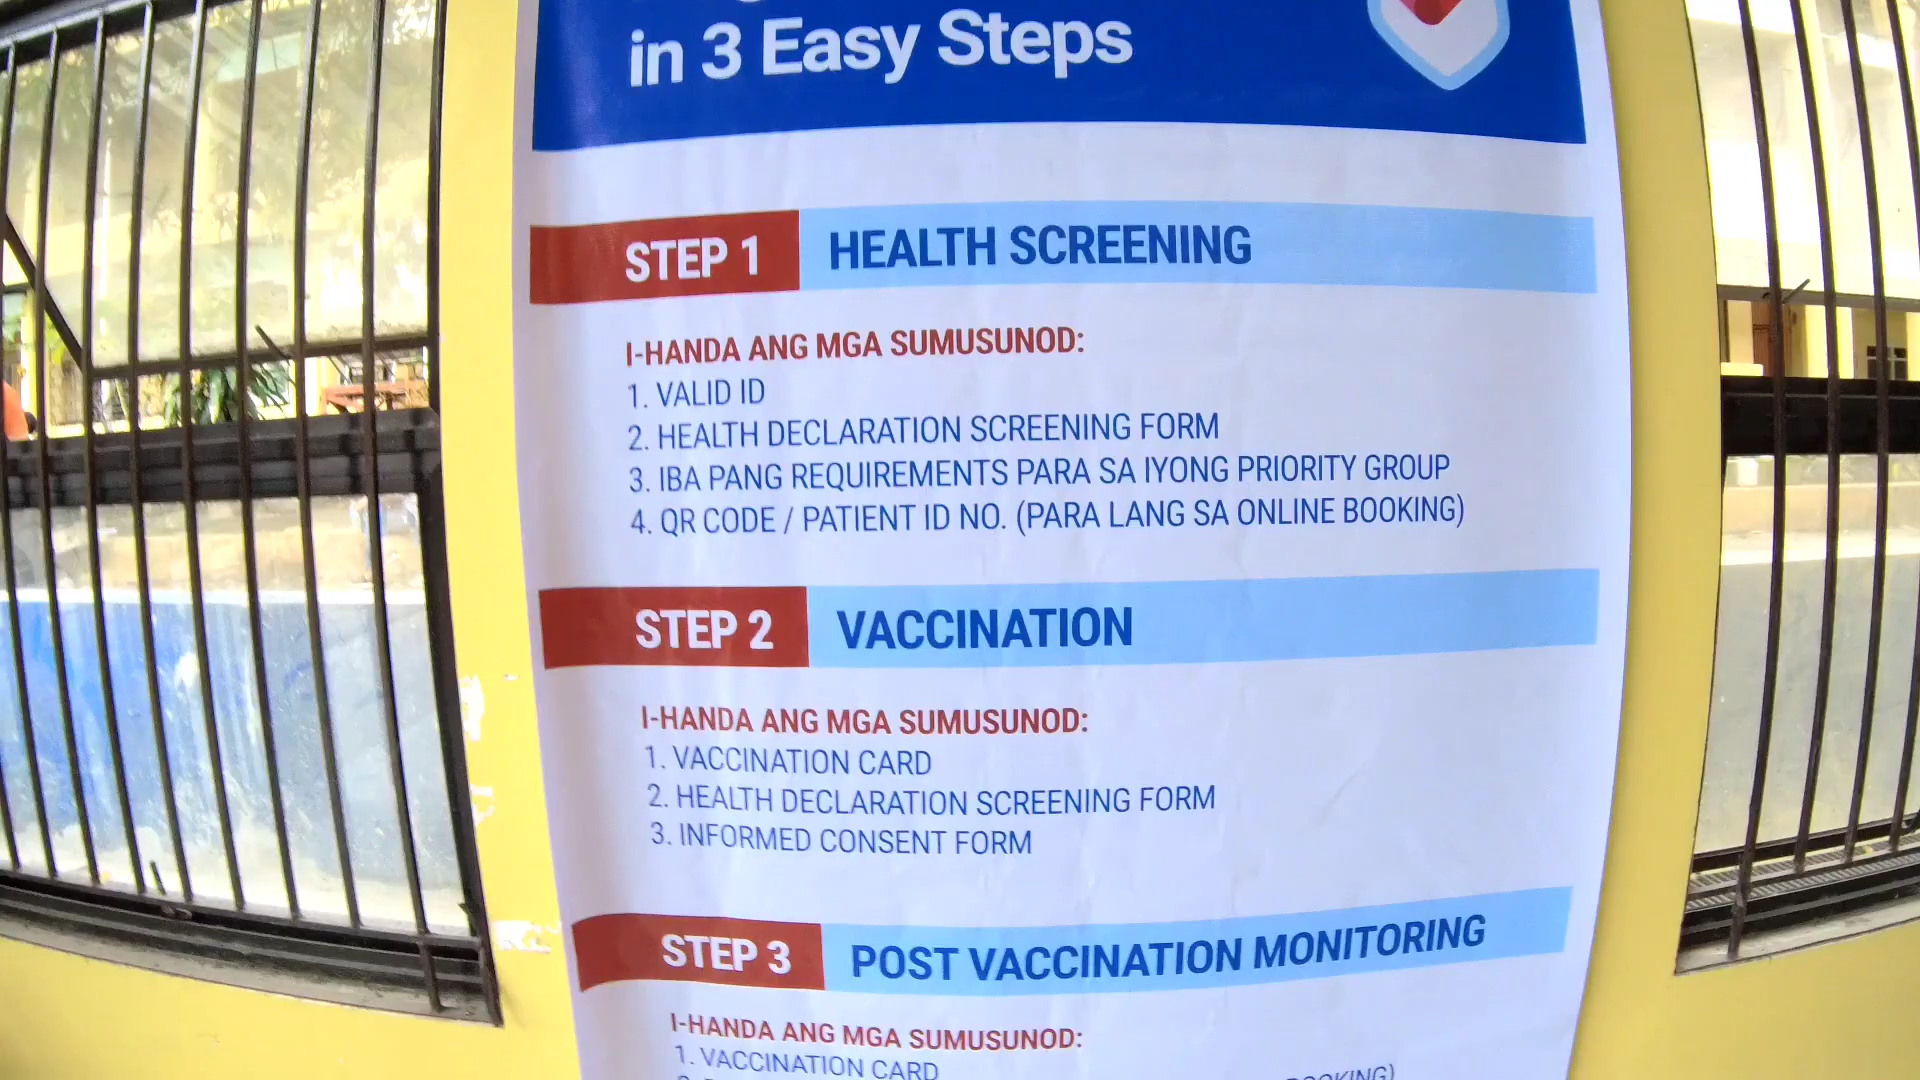 in 3 Easy Steps
STEP 1 HEALTH SCREENING
I-HANDA ANG MGA SUMUSUNOD:
1. VALID ID
2. HEALTH DECLARATION SCREENING FORM
3. IBA PANG REQUIREMENTS PARA SA IYONG PRIORITY GROUP
4. QR CODE / PATIENT ID NO. (PARA LANG SA ONLINE BOOKING)
STEP 2 VACCINATION
I-HANDA ANG MGA SUMUSUNOD:
1. VACCINATION CARD
2. HEALTH DECLARATION SCREENING FORM
3. INFORMED CONSENT FORM
STEP 3 POST VACCINATION MONITORING
I-HANDA ANG MGA SUMUSUNOD:
1. VACCINATION CARD
BOOKING)